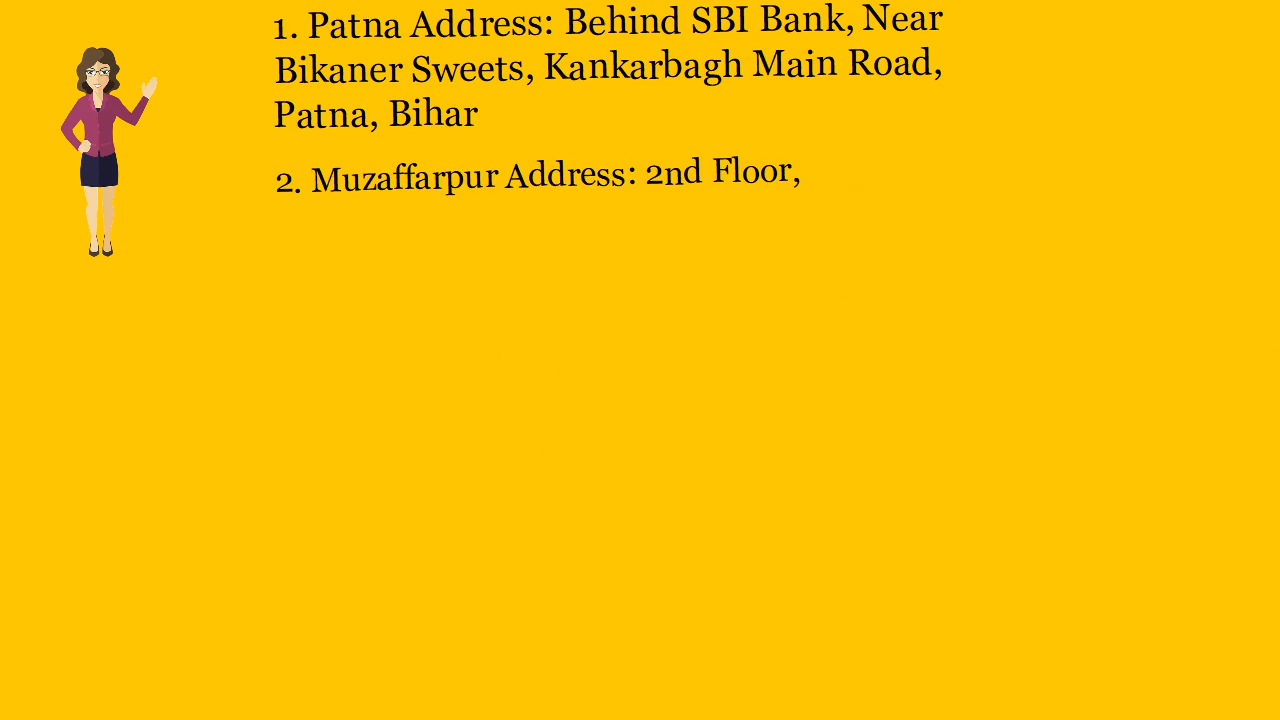 1. Patna Address: Behind SBI Bank, Near
Bikaner Sweets, Kankarbagh Main Road,
Patna, Bihar
2. Muzaffarpur Address: 2nd Floor,